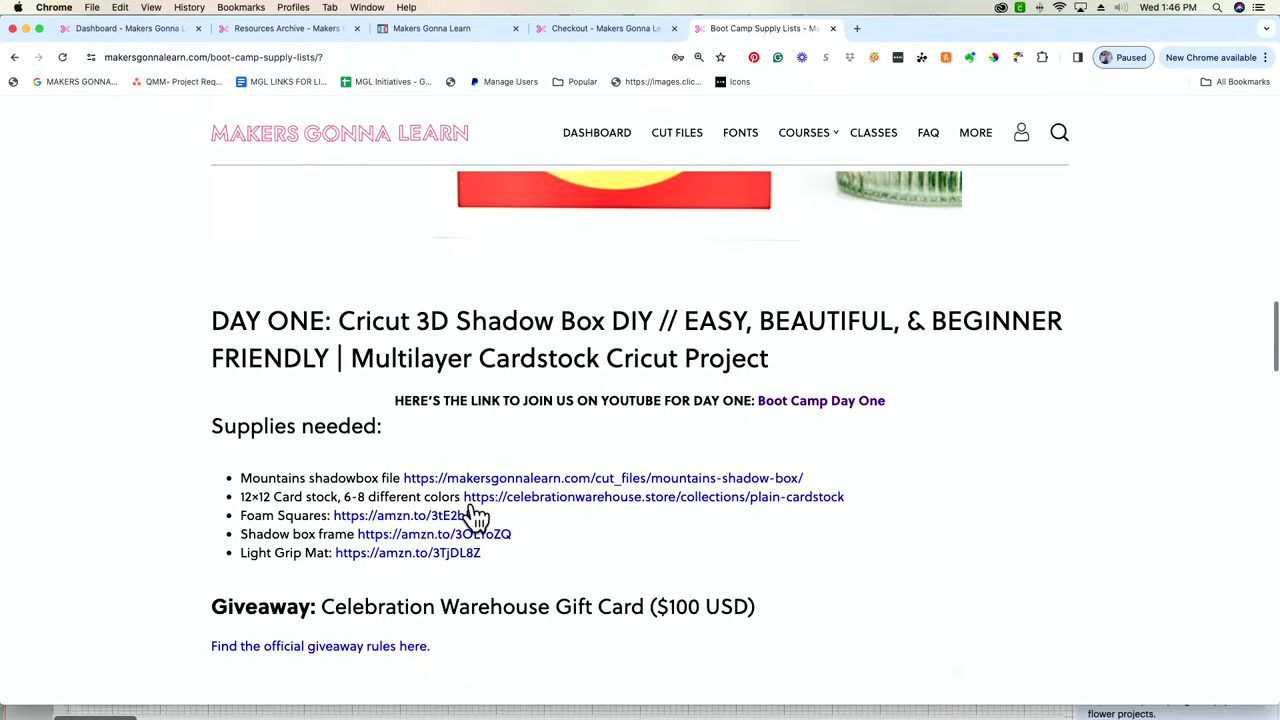 Chrome File Edit View History Bookmarks Profiles Tab Window Help Wed 1:46 PM
Dashboard - Makers Gonna L Resources Archive - Makers Makers Gonna Learn Checkout - Makers Gonna Le Boot Camp Supply Lists - Ma
makersgonnalearn.com/boot-camp-supply-lists/? Paused New Chrome available
MAKERS GONNA... QMM- Project Req... MGL LINKS FOR LI... MGL Initiatives - G... Manage Users Popular https://images.clic... Icons All Bookmarks
MAKERS GONNA LEARN DASHBOARD CUT FILES FONTS COURSES CLASSES FAQ MORE
DAY ONE: Cricut 3D Shadow Box DIY // EASY, BEAUTIFUL, & BEGINNER
FRIENDLY | Multilayer Cardstock Cricut Project
HERE'S THE LINK TO JOIN US ON YOUTUBE FOR DAY ONE: Boot Camp Day One
Supplies needed:
• Mountains shadowbox file https://makersgonnalearn.com/cut_files/mountains-shadow-box/
• 12×12 Card stock, 6-8 different colors https://celebrationwarehouse.store/collections/plain-cardstock
• Foam Squares:
• Shadow box frame
• Light Grip Mat: https://amzn.to/3TjDL8Z
Giveaway: Celebration Warehouse Gift Card ($100 USD)
Find the official giveaway rules here.
flower projects.